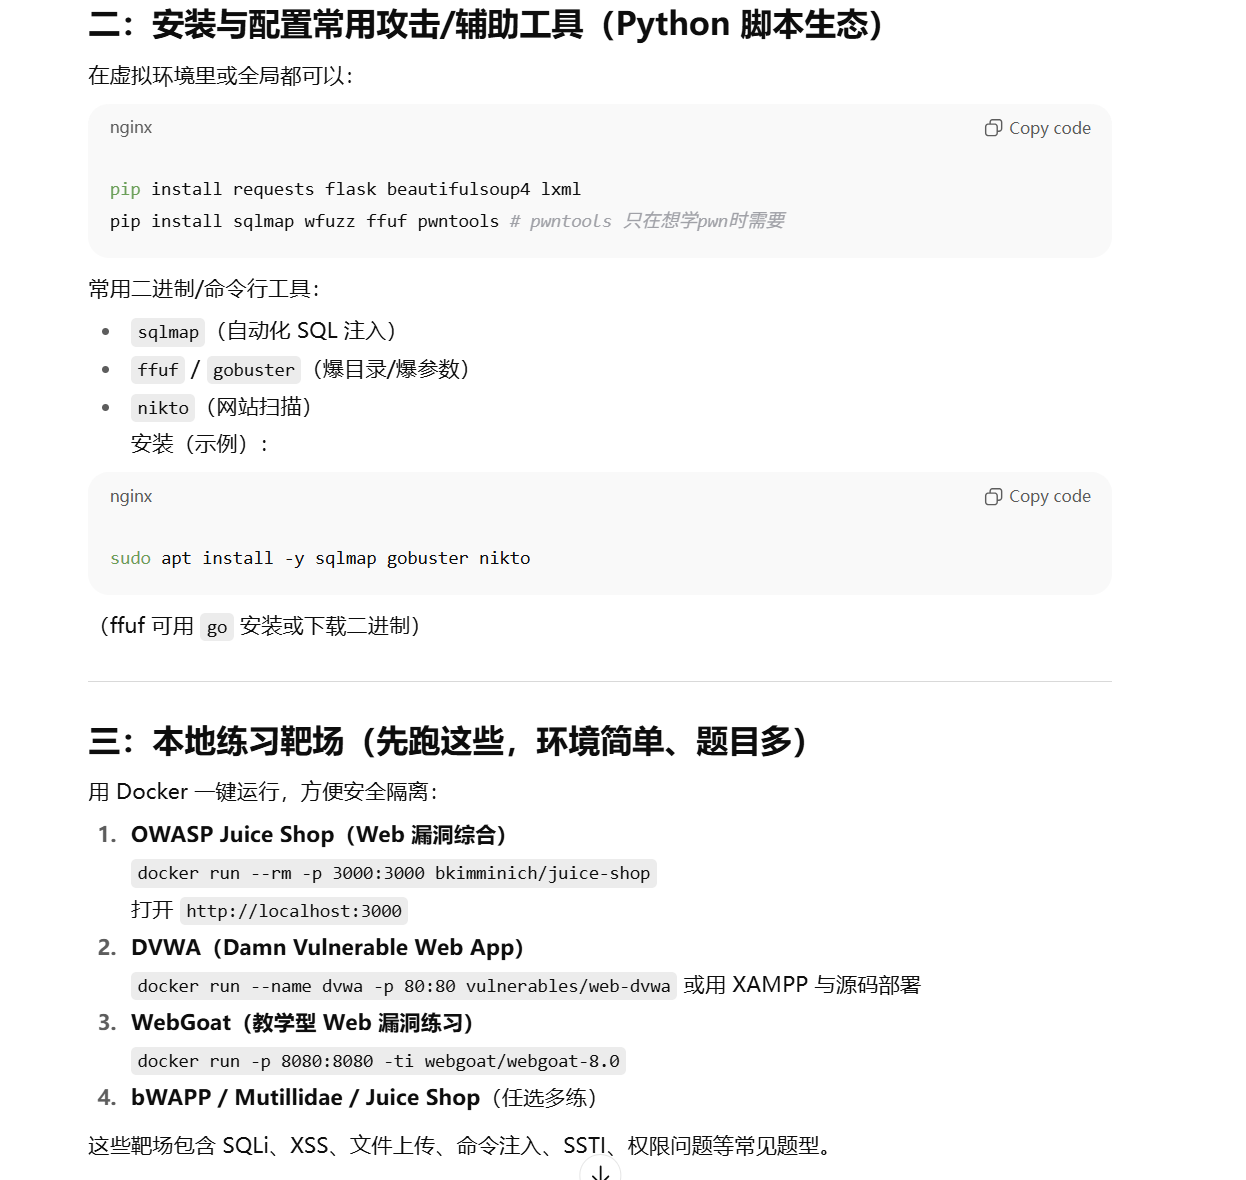 二：安装与配置常用攻击/辅助工具（Python 脚本生态）
在虚拟环境里或全局都可以：
nginx
Copy code
pip install requests flask beautifulsoup4 lxml
pip install sqlmap wfuzz ffuf pwntools # pwntools 只在想学pwn时需要
常用二进制/命令行工具：
• sqlmap（自动化 SQL 注入）
• ffuf / gobuster（爆目录/爆参数）
• nikto（网站扫描）
安装（示例）：
nginx
Copy code
sudo apt install -y sqlmap gobuster nikto
（ffuf 可用 go 安装或下载二进制）
三：本地练习靶场（先跑这些，环境简单、题目多）
用 Docker 一键运行，方便安全隔离：
1. OWASP Juice Shop（Web 漏洞综合）
docker run --rm -p 3000:3000 bkimminich/juice-shop
打开 http://localhost:3000
2. DVWA（Damn Vulnerable Web App）
docker run --name dvwa -p 80:80 vulnerables/web-dvwa 或用 XAMPP 与源码部署
3. WebGoat（教学型 Web 漏洞练习）
docker run -p 8080:8080 -ti webgoat/webgoat-8.0
4. bWAPP / Mutillidae / Juice Shop（任选多练）
这些靶场包含 SQLi、XSS、文件上传、命令注入、SSTI、权限问题等常见题型。